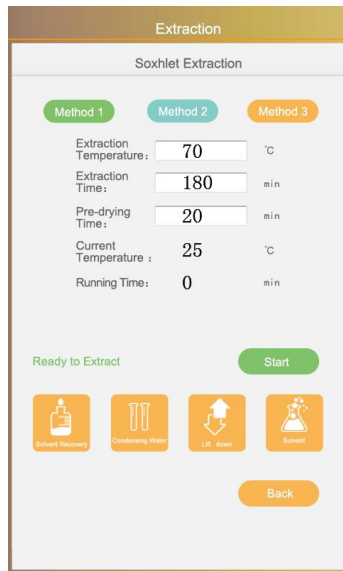 Extraction
Soxhlet Extraction
Method 1 Method 2 Method 3
Extraction
Temperature: 70 ℃
Extraction
Time: 180 min
Pre-drying
Time: 20 min
Current
Temperature : 25 ℃
Running Time: 0 min
Ready to Extract Start
Solvent Recovery Condensing Water Lift down Solvent
Back